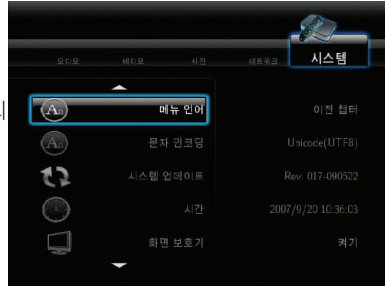 오디오 비디오 사진 네트워크 시스템
메뉴 언어 이전 챕터
문자 인코딩 Unicode(UTF8)
시스템 업데이트 Rev: 017-090522
시간 2007/9/20 10:36:03
화면 보호기 켜기